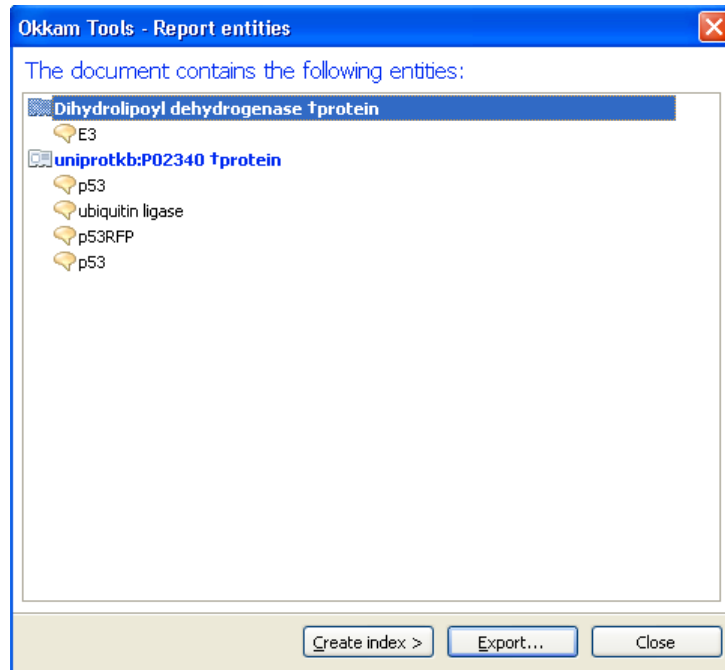 Okkam Tools - Report entities
The document contains the following entities:
Dihydrolipoyl dehydrogenase †protein
E3
uniprotkb:P02340 †protein
p53
ubiquitin ligase
p53RFP
p53
Create index >
Export...
Close